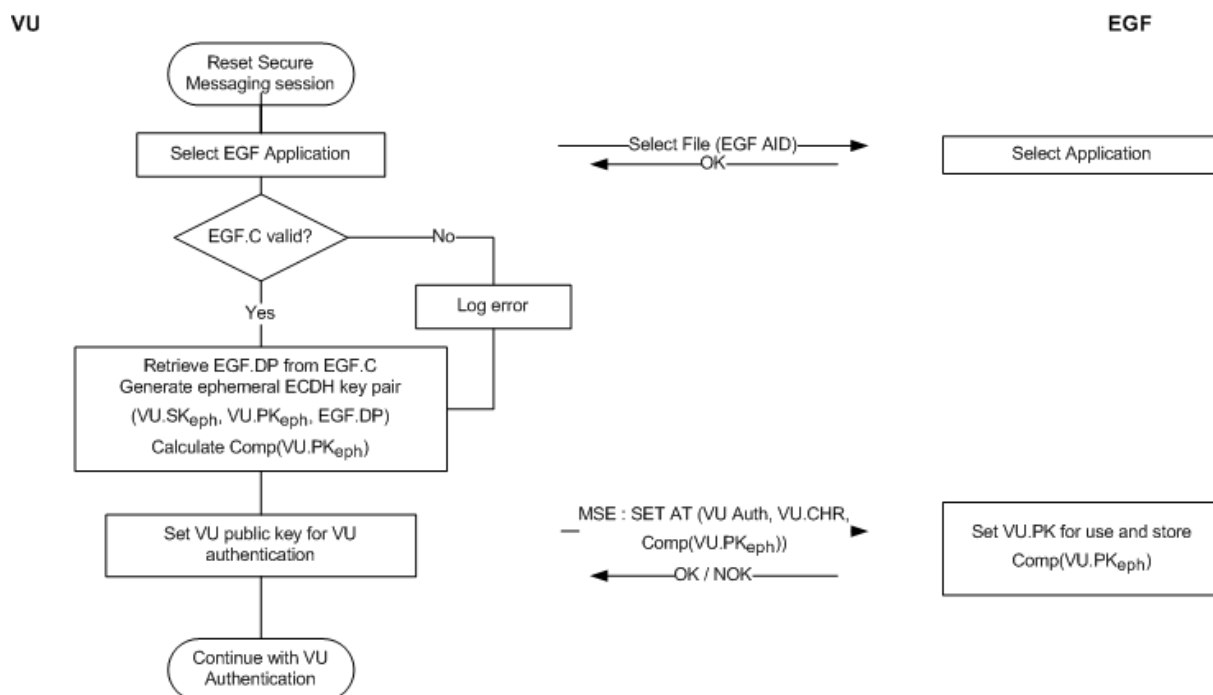 VU
EGF
Reset Secure
Messaging session
Select EGF Application
Select File (EGF AID)
OK
Select Application
EGF.C valid?
No
Log error
Yes
Retrieve EGF.DP from EGF.C
Generate ephemeral ECDH key pair
(VU.SKeph, VU.PKeph, EGF.DP)
Calculate Comp(VU.PKeph)
Set VU public key for VU
authentication
MSE : SET AT (VU Auth, VU.CHR,
Comp(VU.PKeph))
OK / NOK
Set VU.PK for use and store
Comp(VU.PKeph)
Continue with VU
Authentication